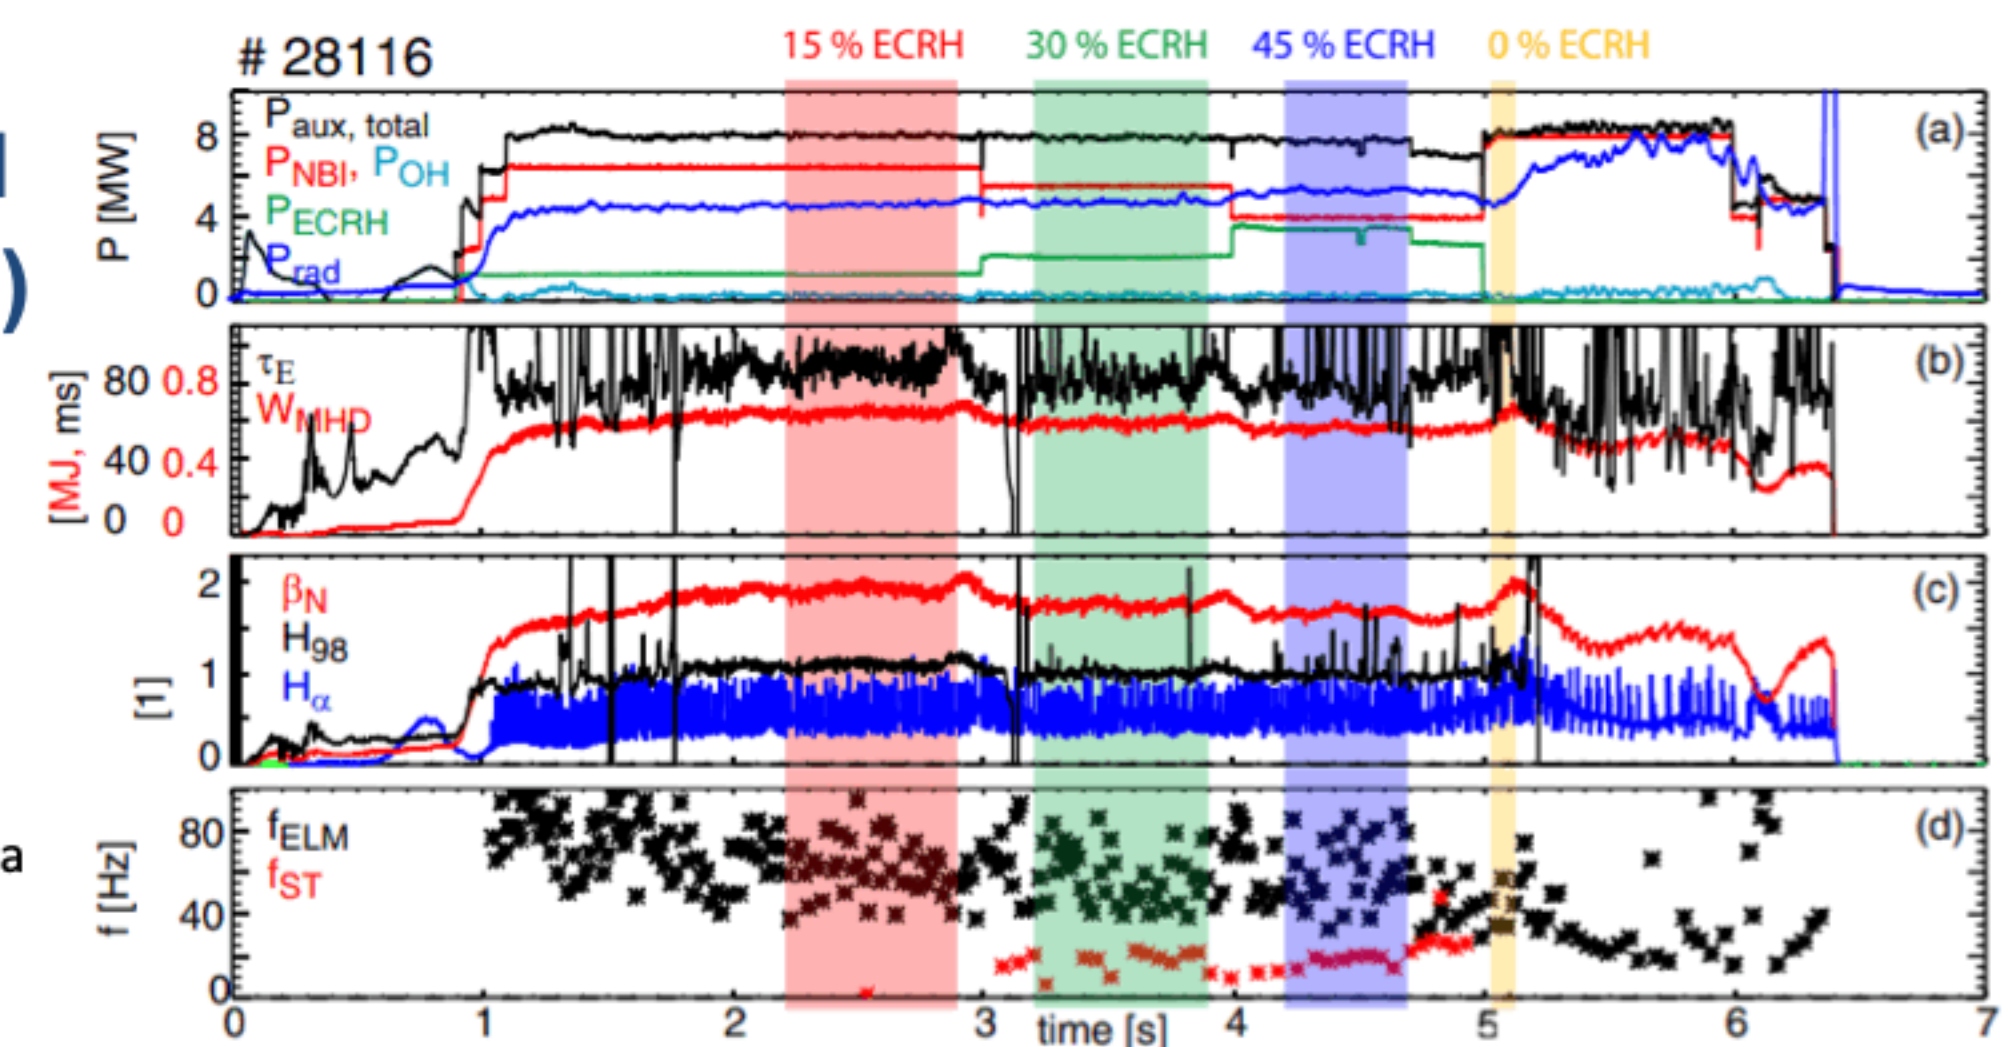 15 % ECRH 30 % ECRH 45 % ECRH 0 % ECRH
# 28116
P [MW]
8
4
0
Paux, total
PNBI, POH
PECRH
Prad
(a)
)
[MJ, ms]
80 0.8
40 0.4
0 0
τE
WMHD
(b)
[1]
2
1
0
βN
H98
Hα
(c)
a
f [Hz]
80
40
0
fELM
fST
(d)
0 1 2 3 time [s] 4 5 6 7